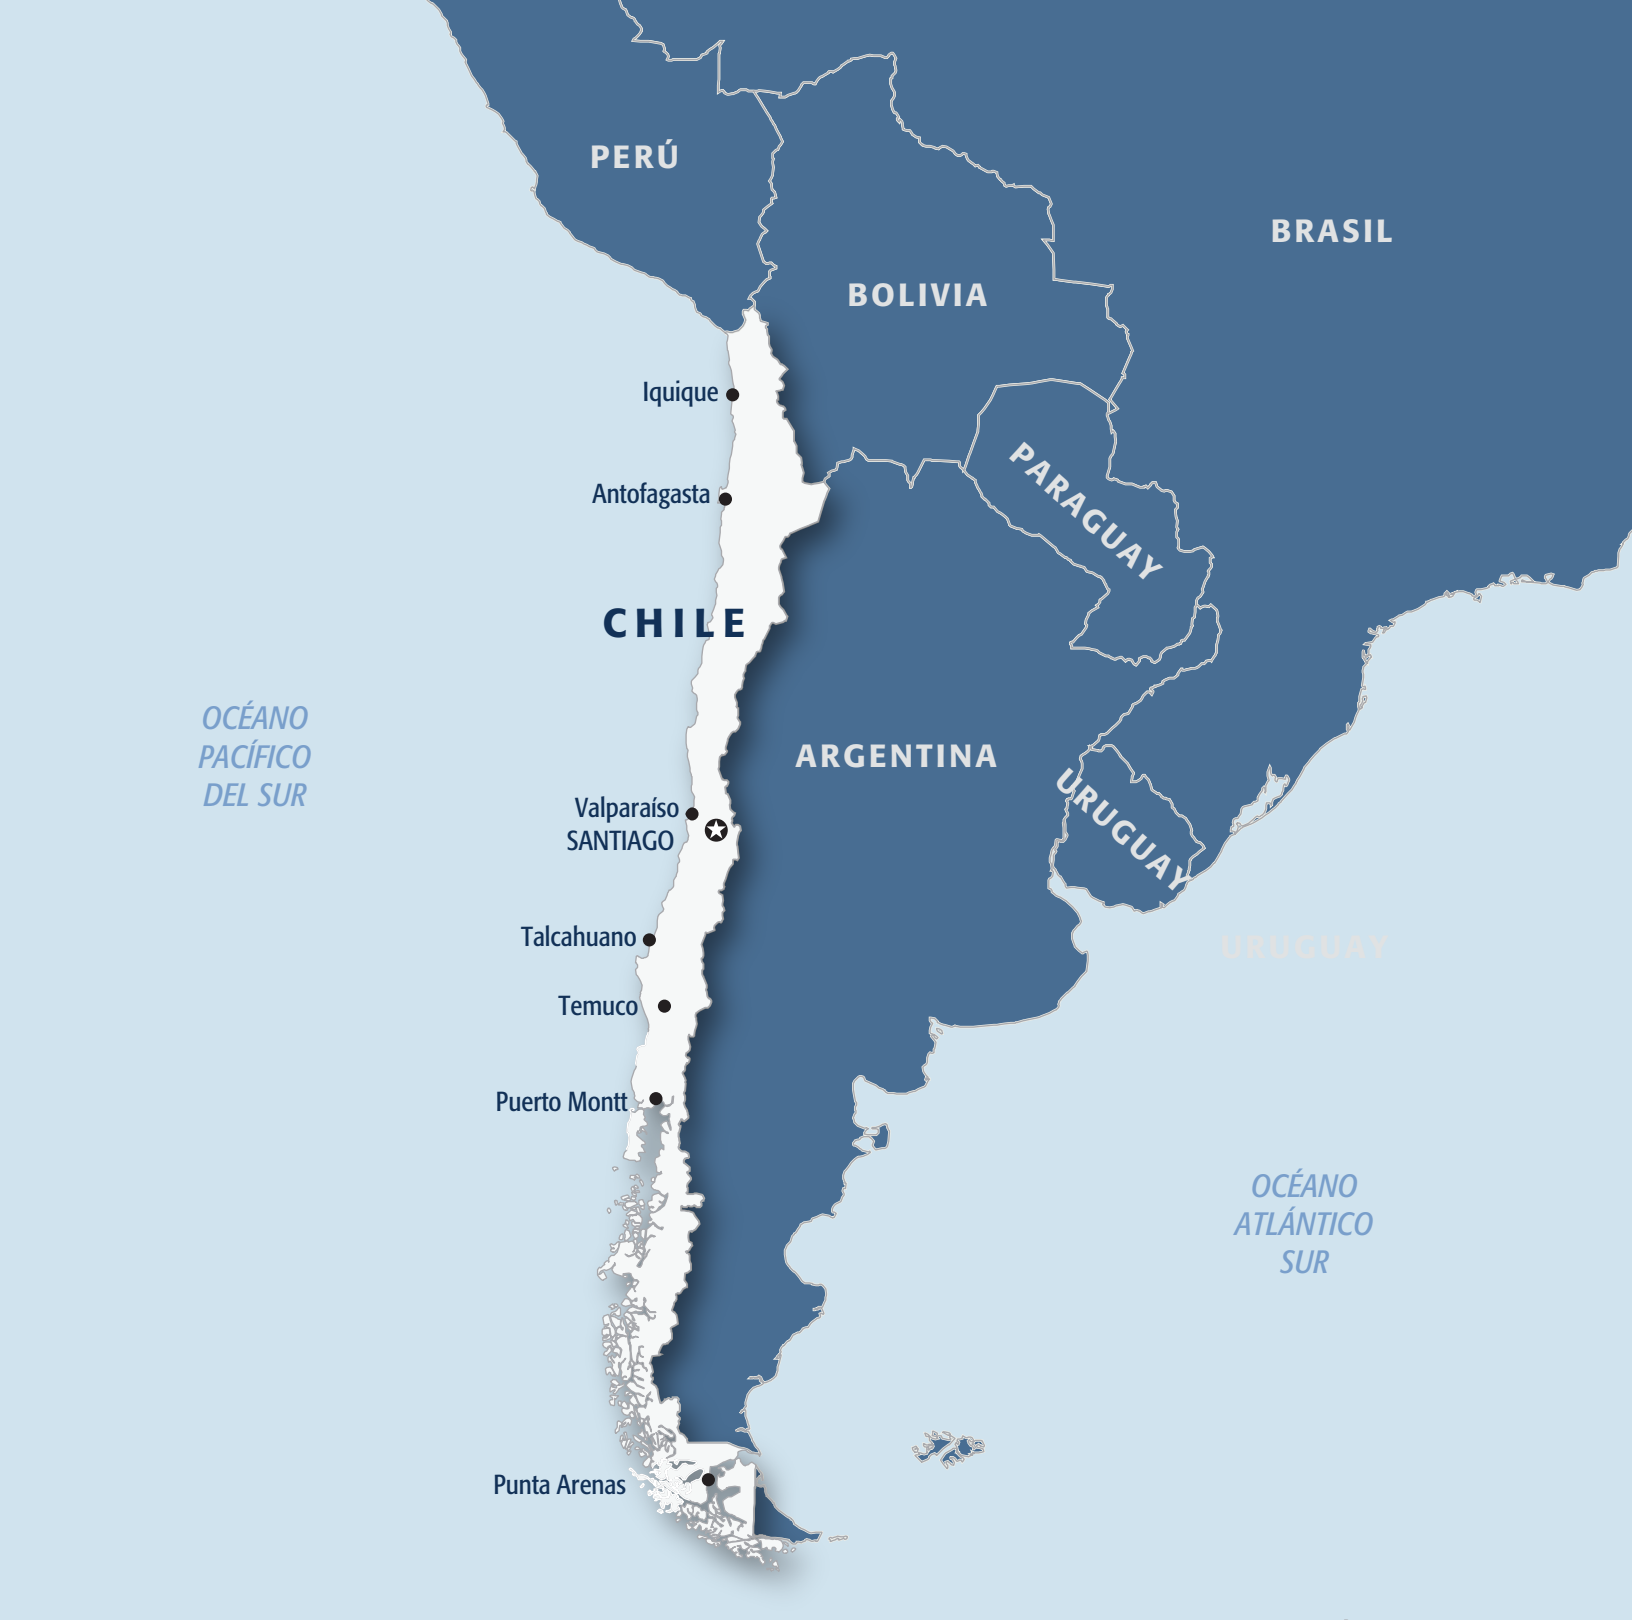 PERÚ
BRASIL
BOLIVIA
Iquique
PARAGUAY
Antofagasta
CHILE
OCÉANO
PACÍFICO
DEL SUR
ARGENTINA
URUGUAY
Valparaíso
SANTIAGO
Talcahuano
URUGUAY
Temuco
Puerto Montt
OCÉANO
ATLÁNTICO
SUR
Punta Arenas